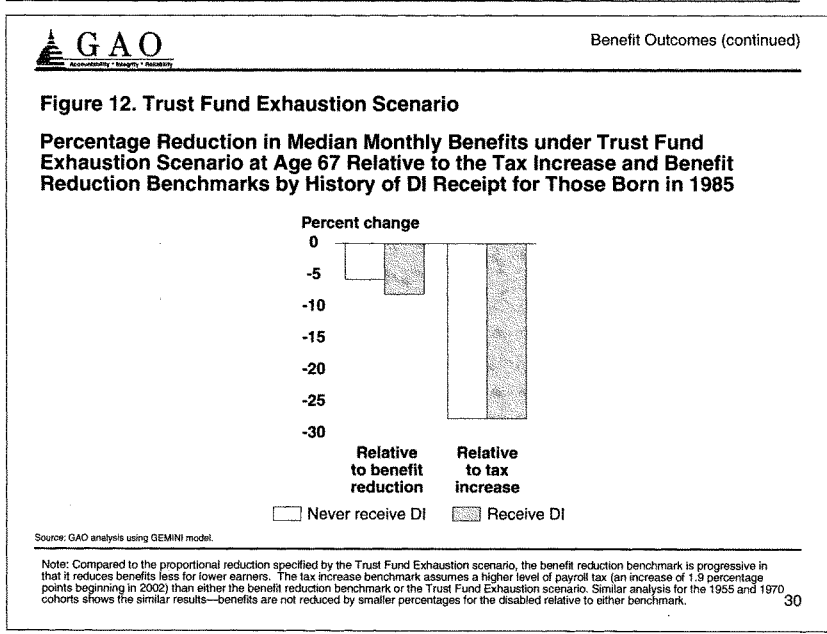 GAO
Accountability * Integrity * Reliability
Benefit Outcomes (continued)
Figure 12. Trust Fund Exhaustion Scenario
Percentage Reduction in Median Monthly Benefits under Trust Fund
Exhaustion Scenario at Age 67 Relative to the Tax Increase and Benefit
Reduction Benchmarks by History of DI Receipt for Those Born in 1985
Percent change
0
-5
-10
-15
-20
-25
-30
Relative
to benefit
reduction
Relative
to tax
increase
Never receive DI
Receive DI
Source: GAO analysis using GEMINI model.
Note: Compared to the proportional reduction specified by the Trust Fund Exhaustion scenario, the benefit reduction benchmark is progressive in
that it reduces benefits less for lower earners. The tax increase benchmark assumes a higher level of payroll tax (an increase of 1.9 percentage
points beginning in 2002) than either the benefit reduction benchmark or the Trust Fund Exhaustion scenario. Similar analysis for the 1955 and 1970
cohorts shows the similar results—benefits are not reduced by smaller percentages for the disabled relative to either benchmark.
30